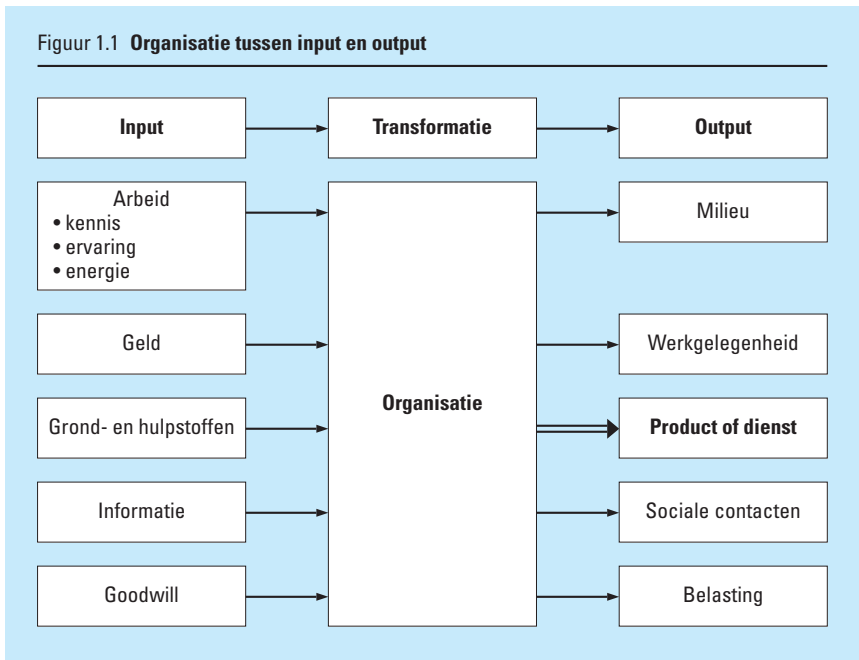 Figuur 1.1 Organisatie tussen input en output
Input
Transformatie
Output
Arbeid
• kennis
• ervaring
• energie
Geld
Grond- en hulpstoffen
Informatie
Goodwill
Organisatie
Milieu
Werkgelegenheid
Product of dienst
Sociale contacten
Belasting